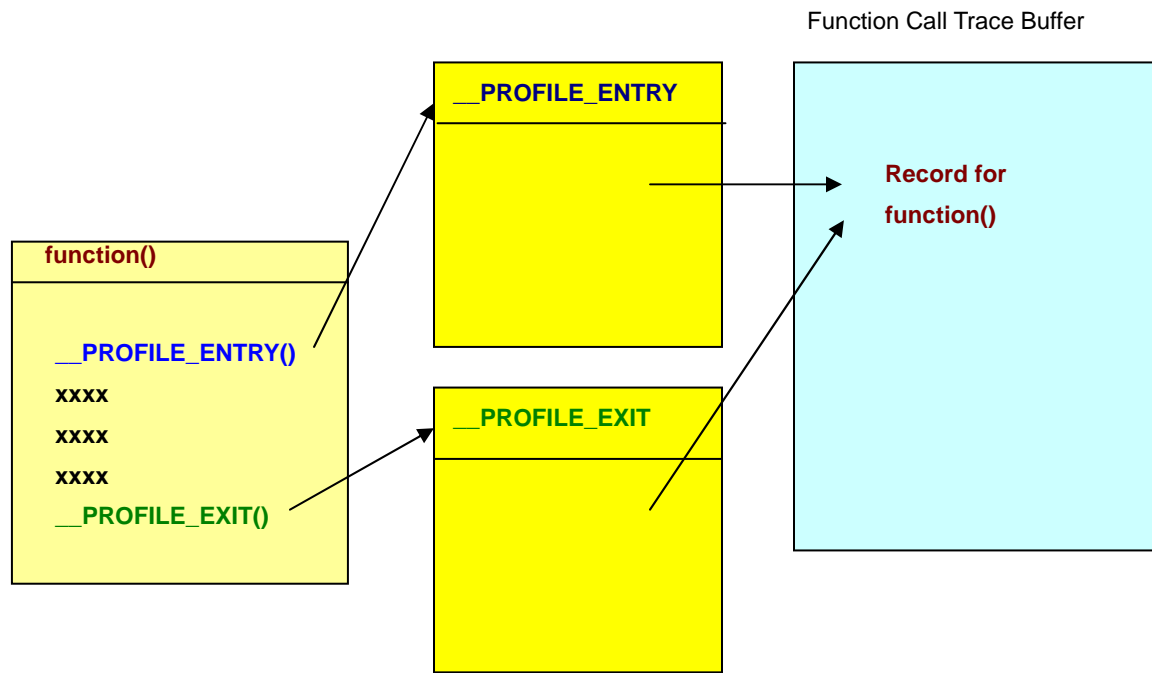 Function Call Trace Buffer
__PROFILE_ENTRY
Record for
function()
function()
__PROFILE_ENTRY()
xxxx
xxxx
xxxx
__PROFILE_EXIT()
__PROFILE_EXIT